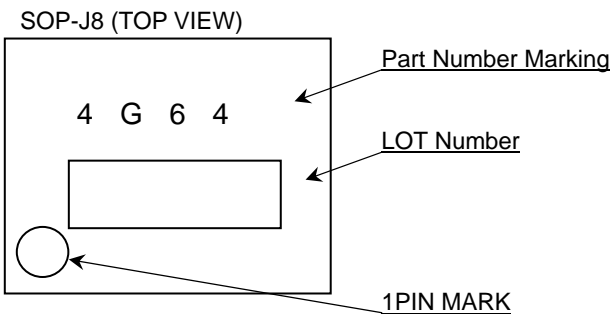 SOP-J8 (TOP VIEW)
Part Number Marking
4 G 6 4
LOT Number
1PIN MARK